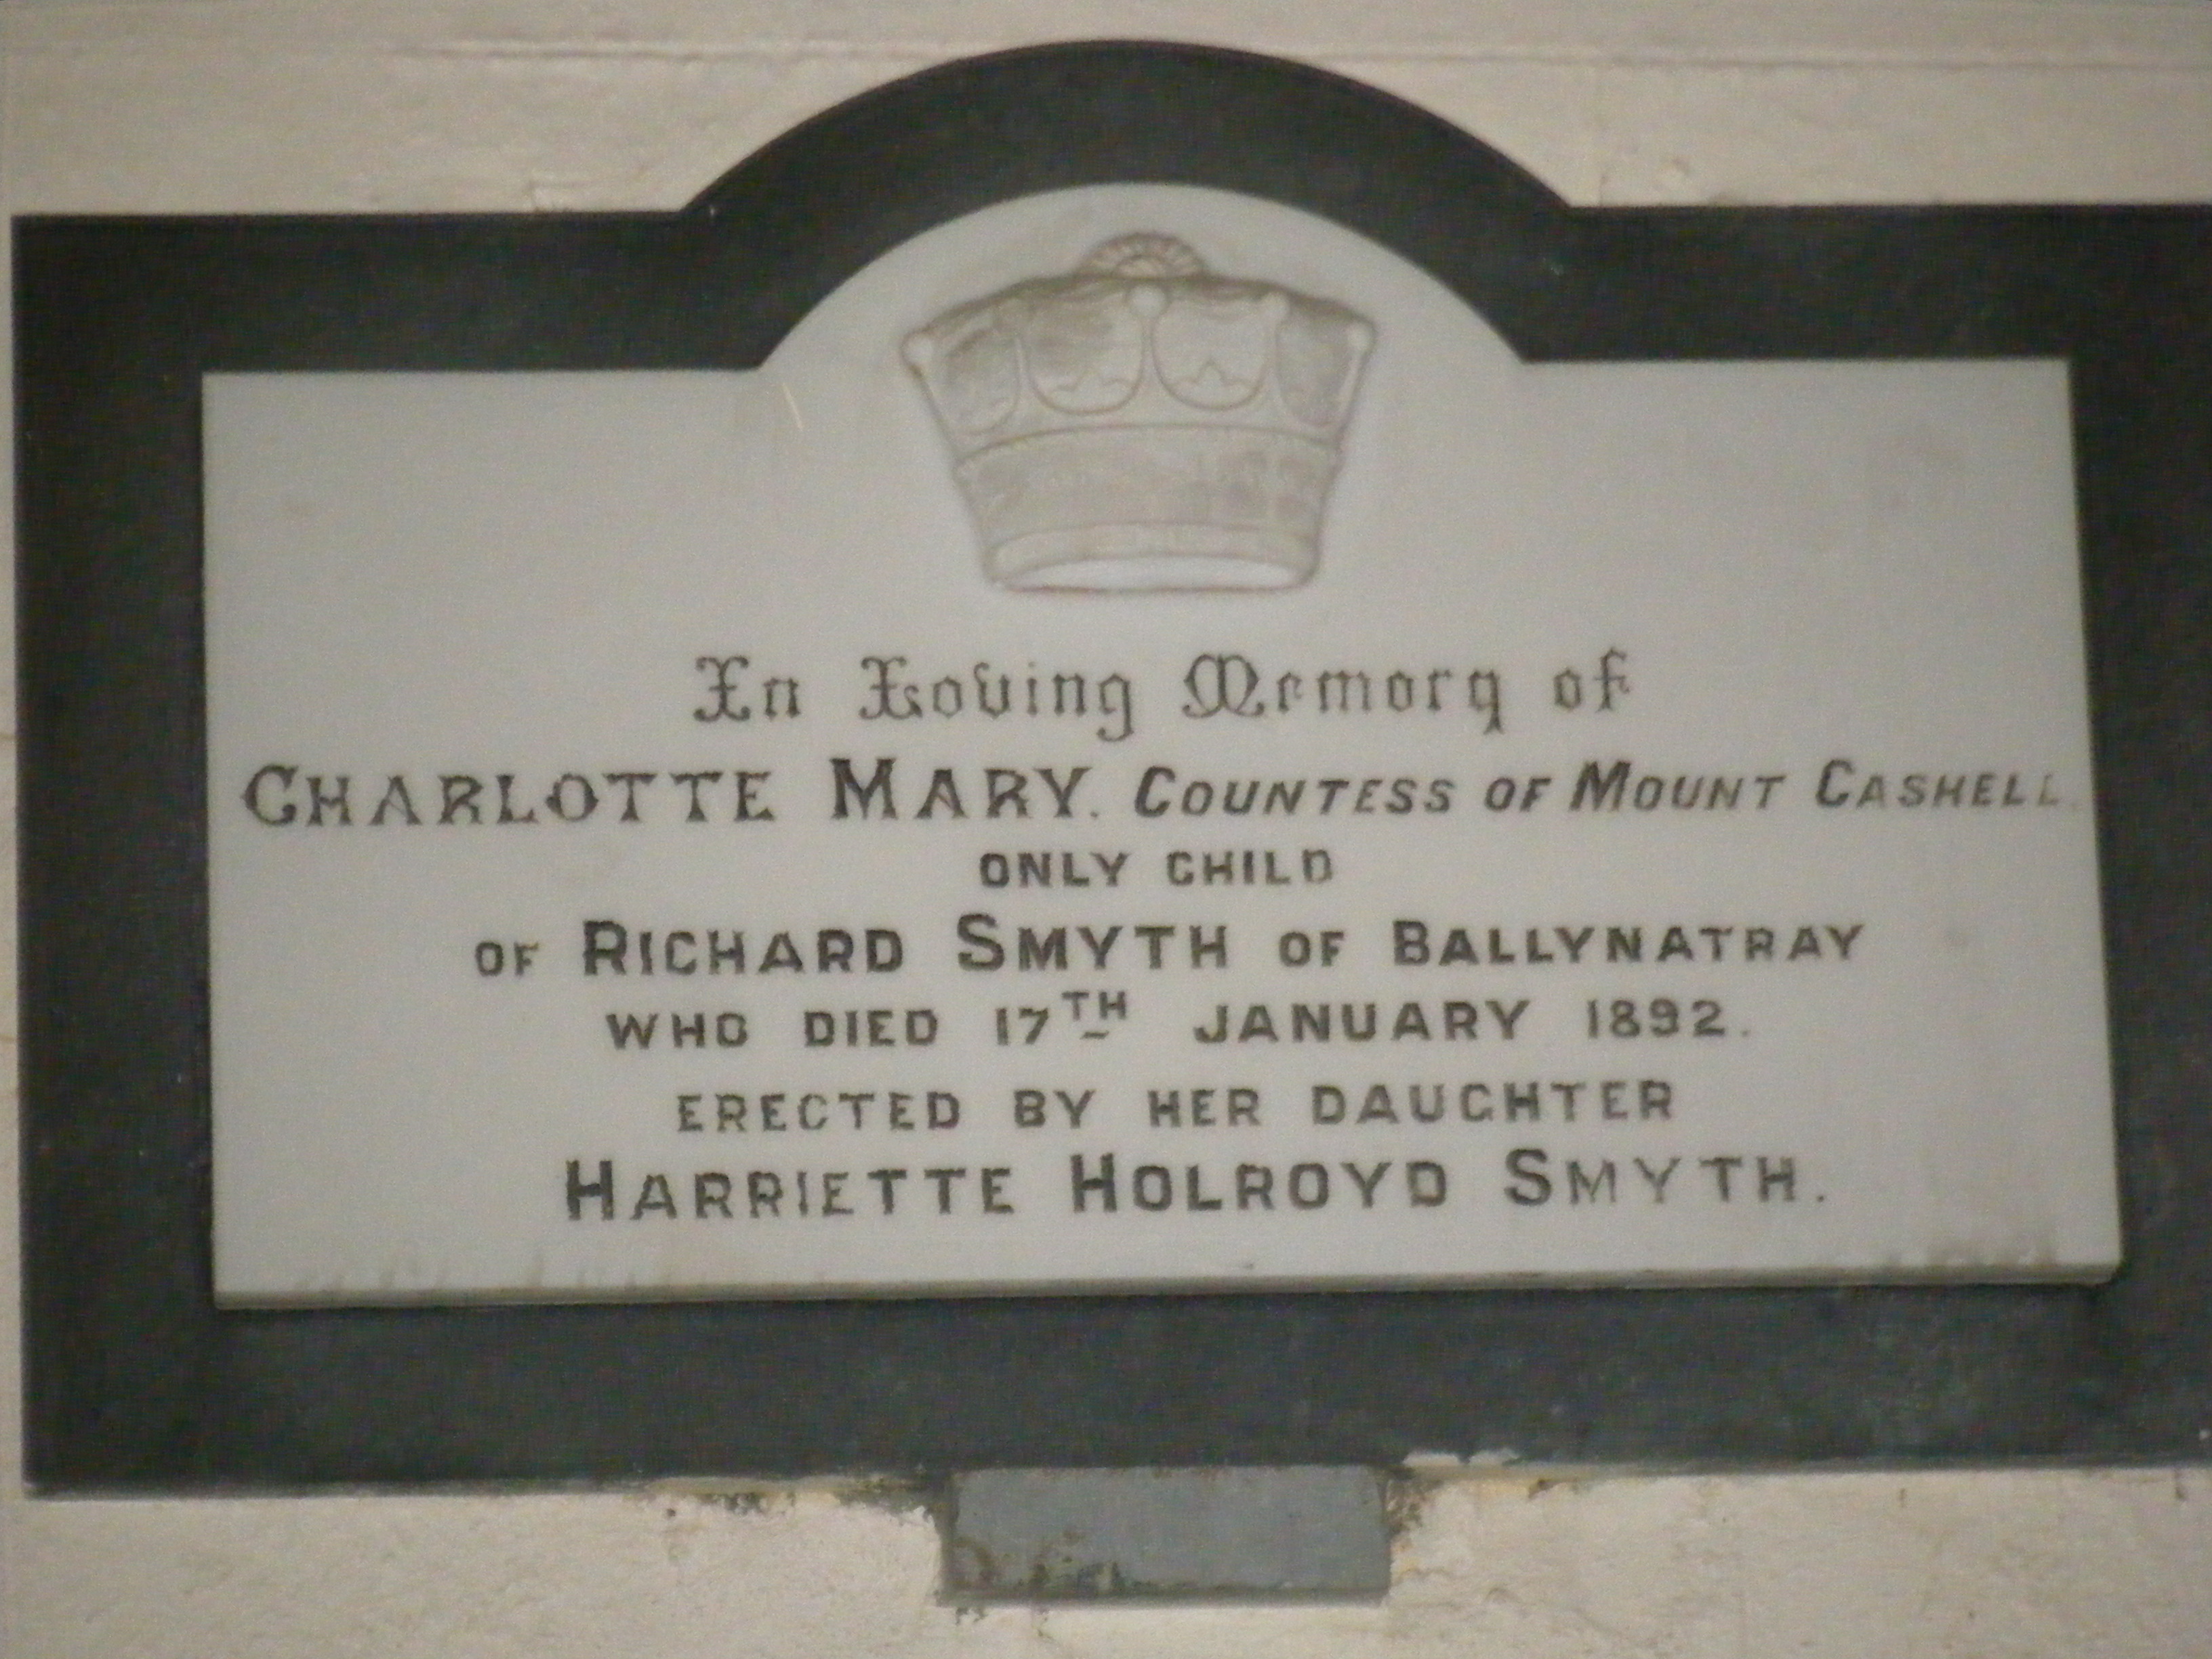 In Loving Memory of
CHARLOTTE MARY. COUNTESS OF MOUNT CASHELL.
ONLY CHILD
OF RICHARD SMYTH OF BALLYNATRAY
WHO DIED 17TH JANUARY 1892.
ERECTED BY HER DAUGHTER
HARRIETTE HOLROYD SMYTH.